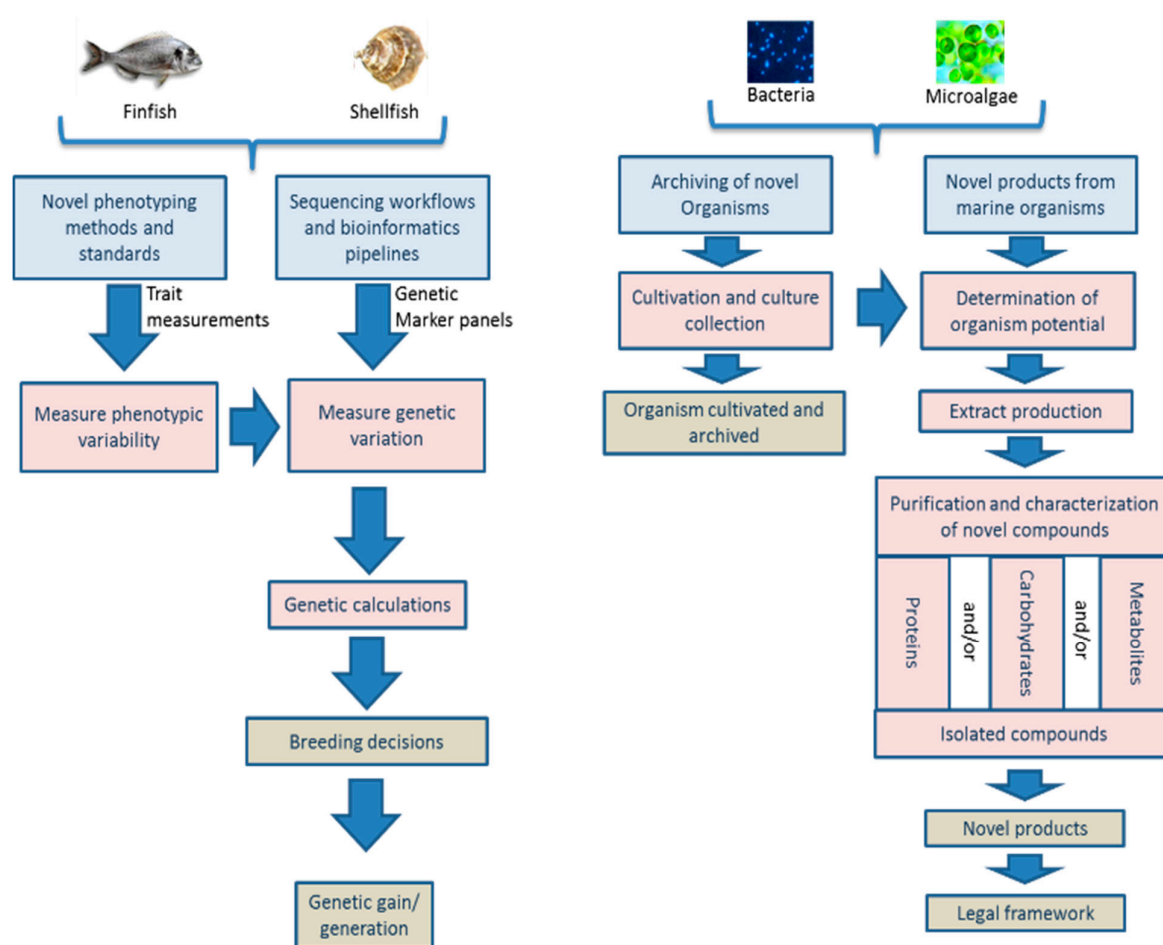 Finfish
Shellfish
Novel phenotyping
methods and
standards
Sequencing workflows
and bioinformatics
pipelines
Trait
measurements
Genetic
Marker panels
Measure phenotypic
variability
Measure genetic
variation
Genetic calculations
Breeding decisions
Genetic gain/
generation
Bacteria
Microalgae
Archiving of novel
Organisms
Novel products from
marine organisms
Cultivation and culture
collection
Determination of
organism potential
Organism cultivated and
archived
Extract production
Purification and characterization
of novel compounds
Proteins
and/or
Carbohydrates
and/or
Metabolites
Isolated compounds
Novel products
Legal framework